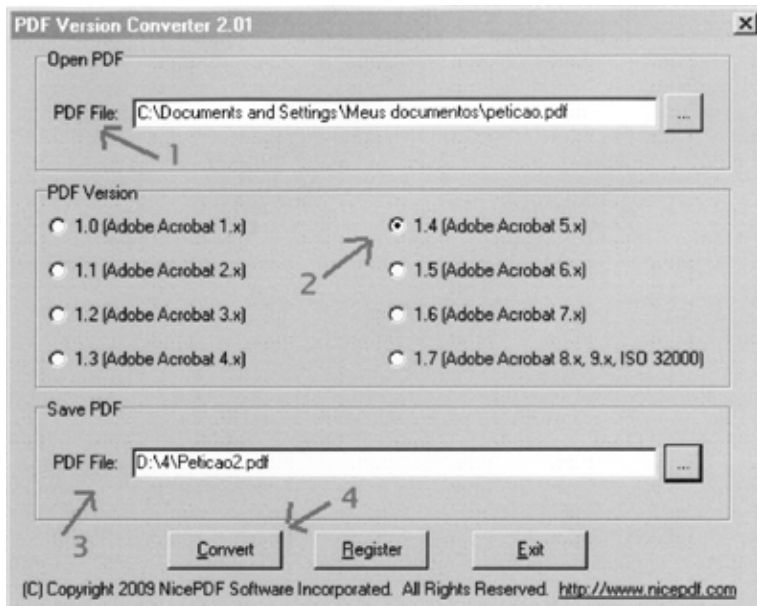 PDF Version Converter 2.01
Open PDF
PDF File: C:\Documents and Settings\Meus documentos\peticao.pdf ...
1
PDF Version
1.0 (Adobe Acrobat 1.x) 1.4 (Adobe Acrobat 5.x)
2
1.1 (Adobe Acrobat 2.x) 1.5 (Adobe Acrobat 6.x)
1.2 (Adobe Acrobat 3.x) 1.6 (Adobe Acrobat 7.x)
1.3 (Adobe Acrobat 4.x) 1.7 (Adobe Acrobat 8.x, 9.x, ISO 32000)
Save PDF
PDF File: D:\4\Peticao2.pdf ...
3 4
Convert Register Exit
(C) Copyright 2009 NicePDF Software Incorporated. All Rights Reserved. http://www.nicepdf.com